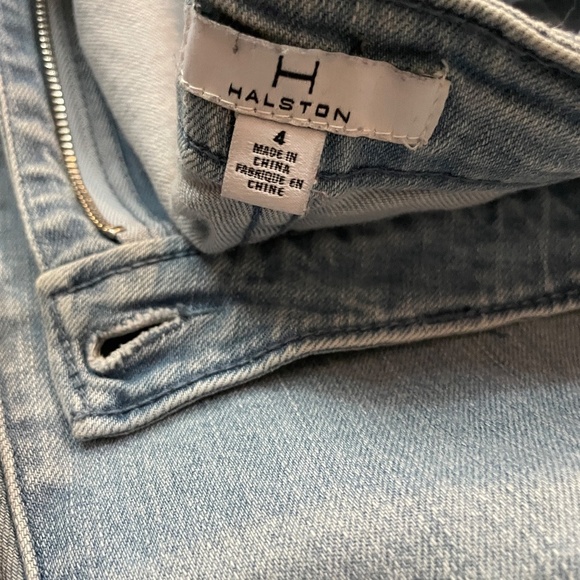 H
HALSTON
4
MADE IN
CHINA
FABRIQUE EN
CHINE